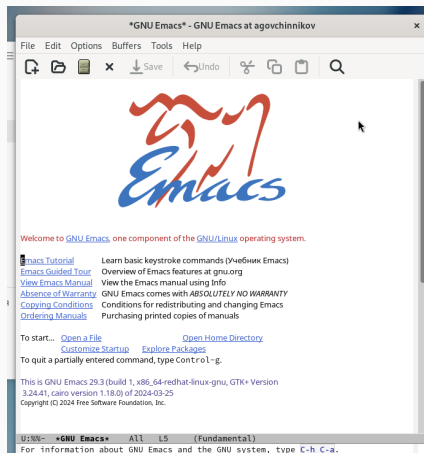 *GNU Emacs* - GNU Emacs at agovchinnikov
File Edit Options Buffers Tools Help
Save Undo
Emacs
Welcome to GNU Emacs, one component of the GNU/Linux operating system.
Emacs Tutorial Learn basic keystroke commands (Учебник Emacs)
Emacs Guided Tour Overview of Emacs features at gnu.org
View Emacs Manual View the Emacs manual using Info
Absence of Warranty GNU Emacs comes with ABSOLUTELY NO WARRANTY
Copying Conditions Conditions for redistributing and changing Emacs
Ordering Manuals Purchasing printed copies of manuals
To start... Open a File Open Home Directory
Customize Startup Explore Packages
To quit a partially entered command, type Control-g.
This is GNU Emacs 29.3 (build 1, x86_64-redhat-linux-gnu, GTK+ Version
3.24.41, cairo version 1.18.0) of 2024-03-25
Copyright (C) 2024 Free Software Foundation, Inc.
U:%%- *GNU Emacs* All L5 (Fundamental)
For information about GNU Emacs and the GNU system, type C-h C-a.